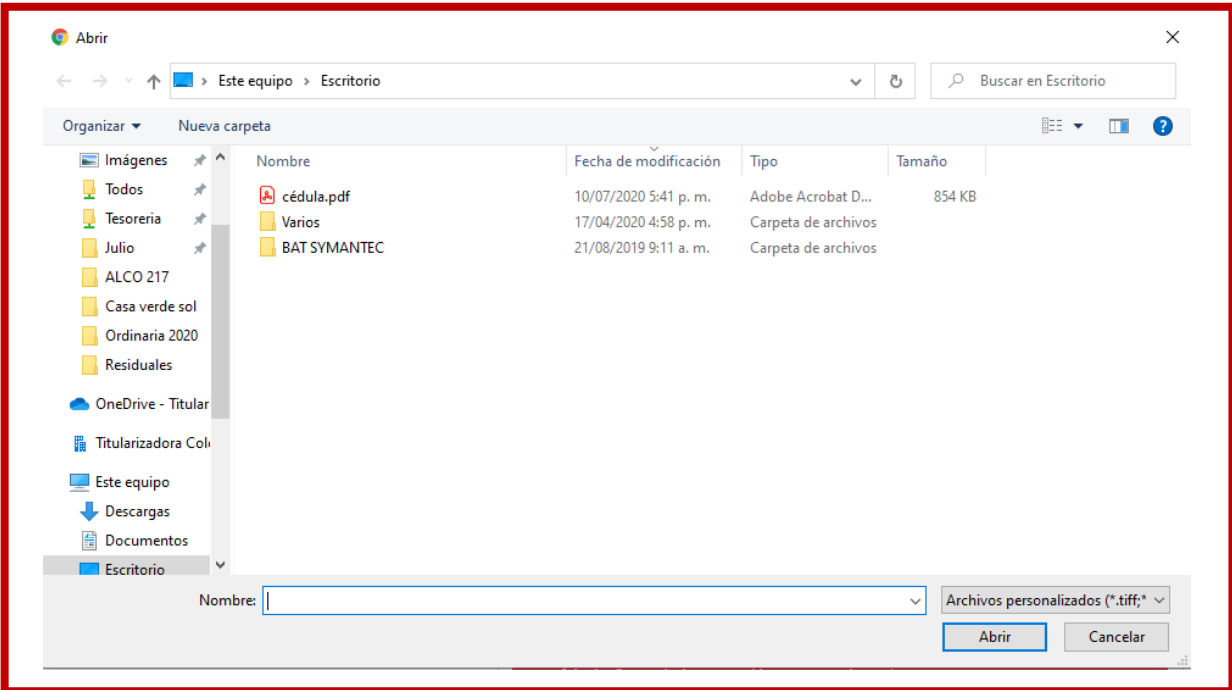 Abrir
Este equipo > Escritorio
Buscar en Escritorio
Organizar
Nueva carpeta
Imágenes
Todos
Tesoreria
Julio
ALCO 217
Casa verde sol
Ordinaria 2020
Residuales
OneDrive - Titular
Titularizadora Col
Este equipo
Descargas
Documentos
Escritorio
Nombre Fecha de modificación Tipo Tamaño
cédula.pdf 10/07/2020 5:41 p. m. Adobe Acrobat D... 854 KB
Varios 17/04/2020 4:58 p. m. Carpeta de archivos
BAT SYMANTEC 21/08/2019 9:11 a. m. Carpeta de archivos
Nombre:
Archivos personalizados (*.tiff;*
Abrir
Cancelar